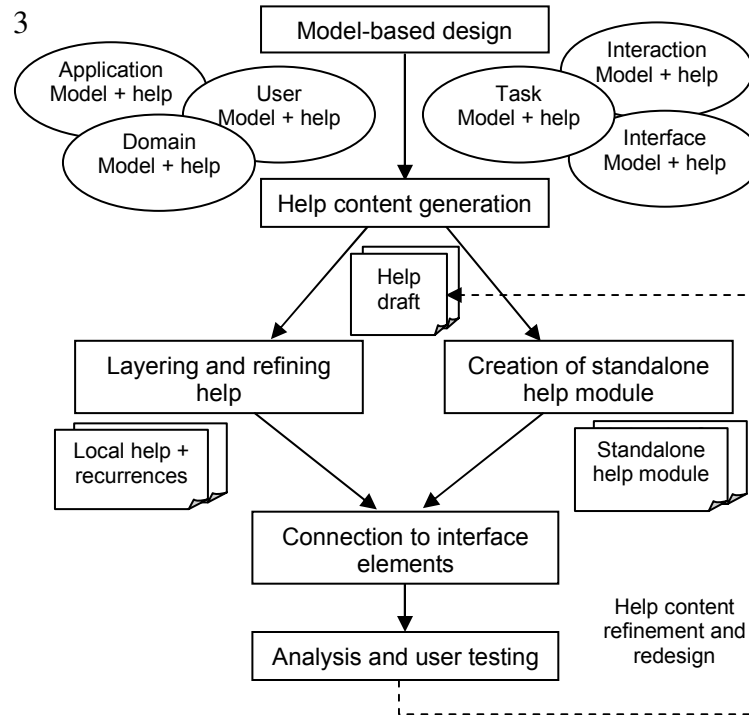 3
Model-based design
Application
Model + help
User
Model + help
Domain
Model + help
Interaction
Model + help
Task
Model + help
Interface
Model + help
Help content generation
Help
draft
Layering and refining
help
Creation of standalone
help module
Local help +
recurrences
Standalone
help module
Connection to interface
elements
Analysis and user testing
Help content
refinement and
redesign